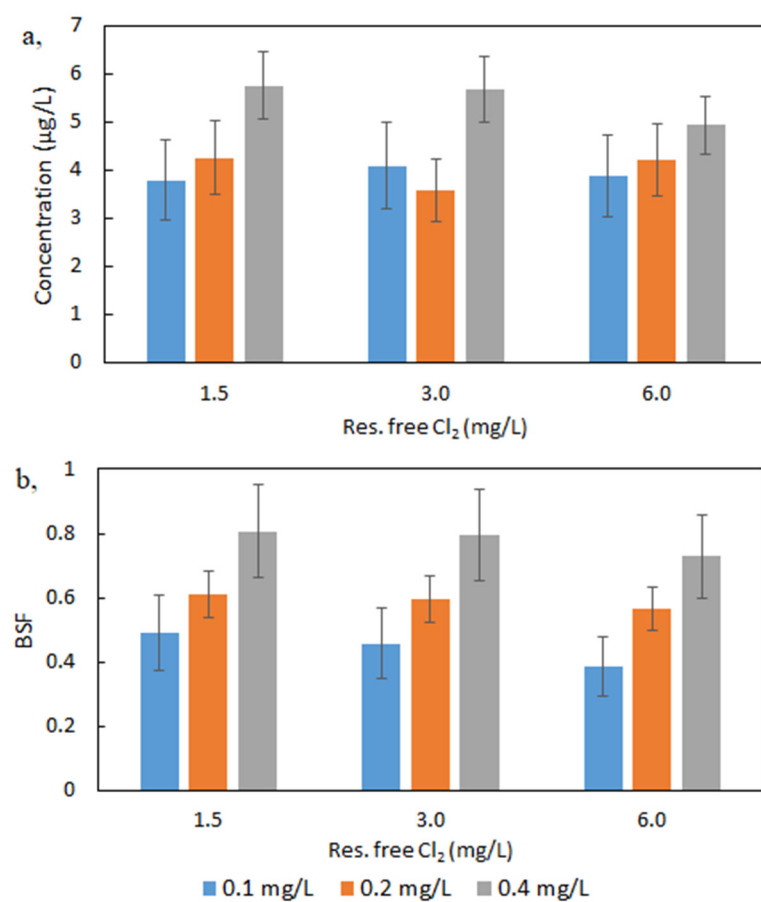 a,
Concentration (µg/L)
7
6
5
4
3
2
1
0
1.5 3.0 6.0
Res. free Cl₂ (mg/L)
b,
BSF
1
0.8
0.6
0.4
0.2
0
1.5 3.0 6.0
Res. free Cl₂ (mg/L)
0.1 mg/L 0.2 mg/L 0.4 mg/L